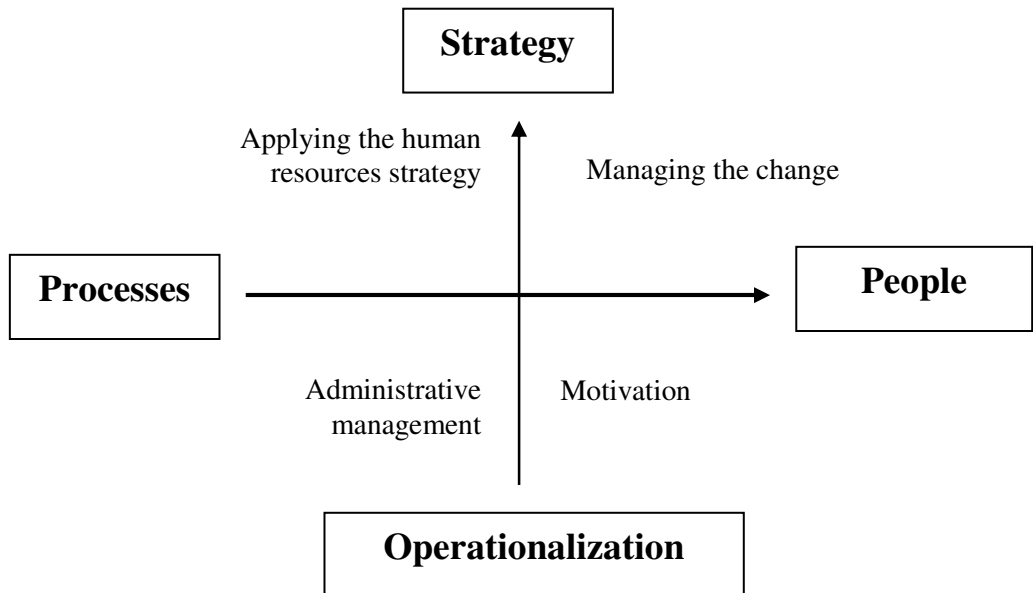 Strategy
Applying the human
resources strategy
Managing the change
Processes
People
Administrative
management
Motivation
Operationalization